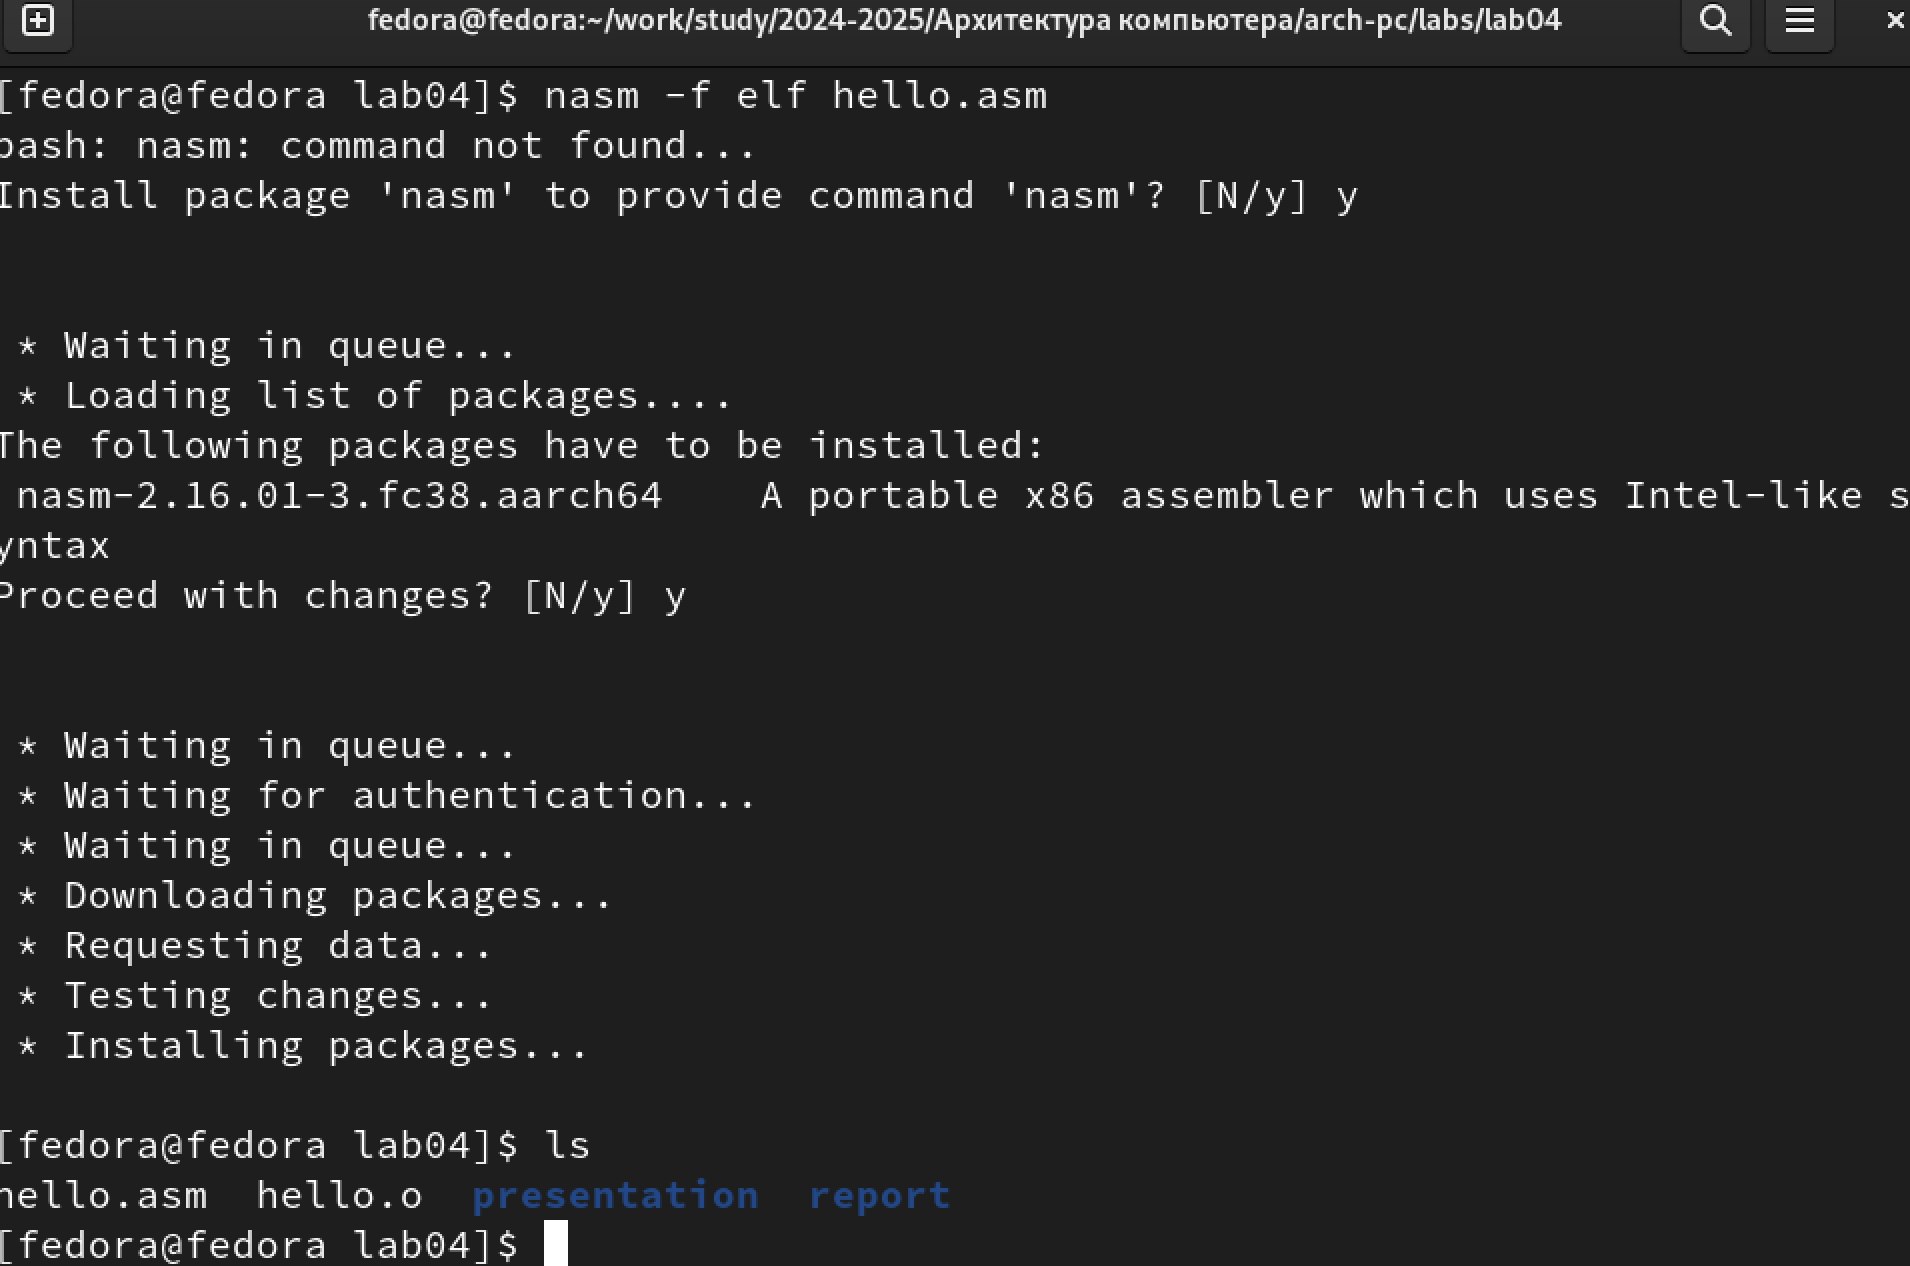 fedora@fedora:~/work/study/2024-2025/Архитектура компьютера/arch-pc/labs/lab04
[fedora@fedora lab04]$ nasm -f elf hello.asm
bash: nasm: command not found...
Install package 'nasm' to provide command 'nasm'? [N/y] y
* Waiting in queue...
* Loading list of packages....
The following packages have to be installed:
nasm-2.16.01-3.fc38.aarch64    A portable x86 assembler which uses Intel-like s
yntax
Proceed with changes? [N/y] y
* Waiting in queue...
* Waiting for authentication...
* Waiting in queue...
* Downloading packages...
* Requesting data...
* Testing changes...
* Installing packages...
[fedora@fedora lab04]$ ls
hello.asm  hello.o  presentation  report
[fedora@fedora lab04]$